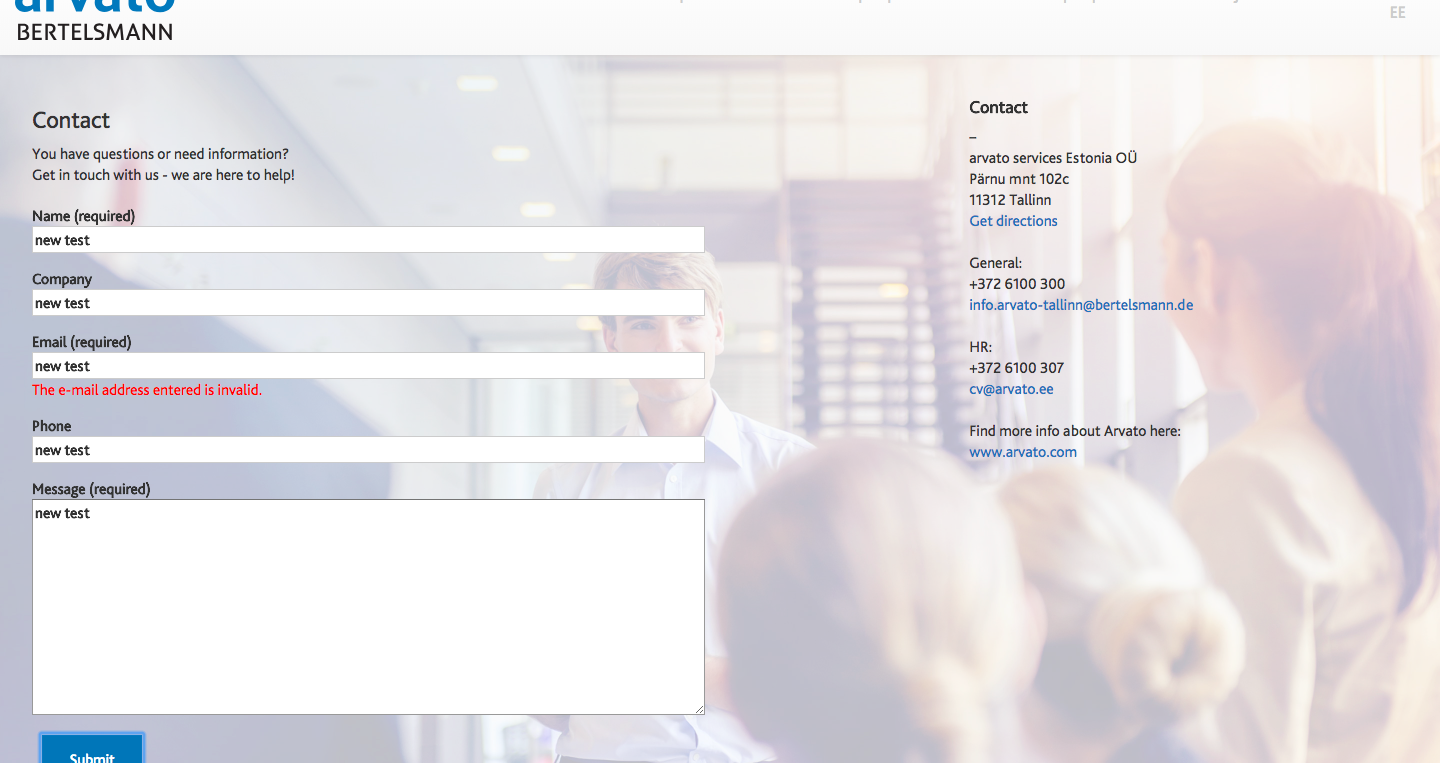 arvato
BERTELSMANN
EE
Contact
You have questions or need information?
Get in touch with us - we are here to help!
Name (required)
new test
Company
new test
Email (required)
new test
The e-mail address entered is invalid.
Phone
new test
Message (required)
new test
Submit
Contact
–
arvato services Estonia OÜ
Pärnu mnt 102c
11312 Tallinn
Get directions
General:
+372 6100 300
info.arvato-tallinn@bertelsmann.de
HR:
+372 6100 307
cv@arvato.ee
Find more info about Arvato here:
www.arvato.com